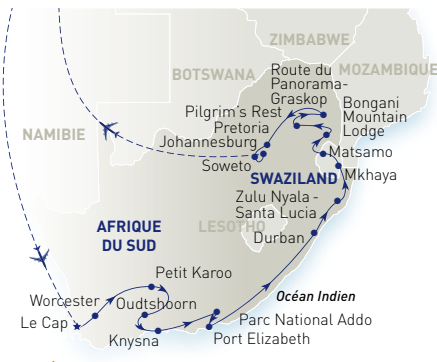 ZIMBABWE
BOTSWANA
MOZAMBIQUE
Route du
Panorama-
Graskop
Pilgrim's Rest
Pretoria
Johannesburg
Soweto
Bongani
Mountain
Lodge
NAMIBIE
Matsamo
Mkhaya
SWAZILAND
Zulu Nyala -
Santa Lucia
AFRIQUE
DU SUD
LESOTHO
Durban
Petit Karoo
Océan Indien
Worcester
Oudtshoorn
Le Cap
Knysna
Parc National Addo
Port Elizabeth